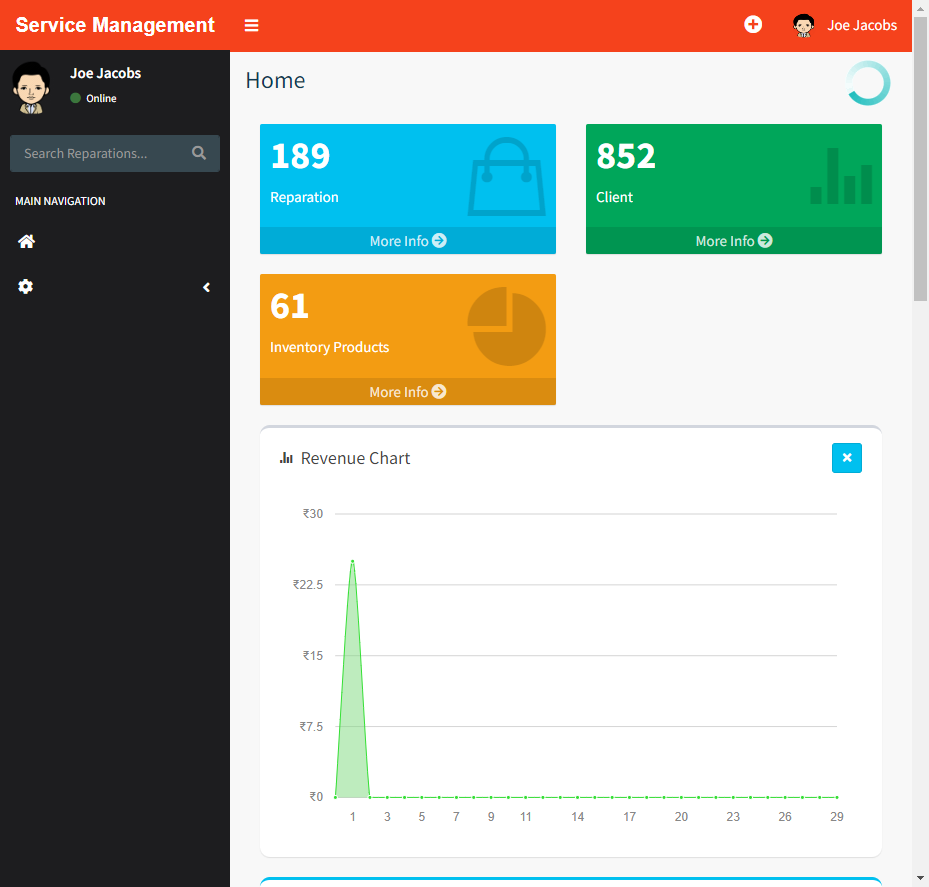 Service Management
Joe Jacobs
Joe Jacobs
Online
Search Reparations...
MAIN NAVIGATION
Home
189
Reparation
More Info
852
Client
More Info
61
Inventory Products
More Info
Revenue Chart
₹30
₹22.5
₹15
₹7.5
₹0
1 3 5 7 9 11 14 17 20 23 26 29